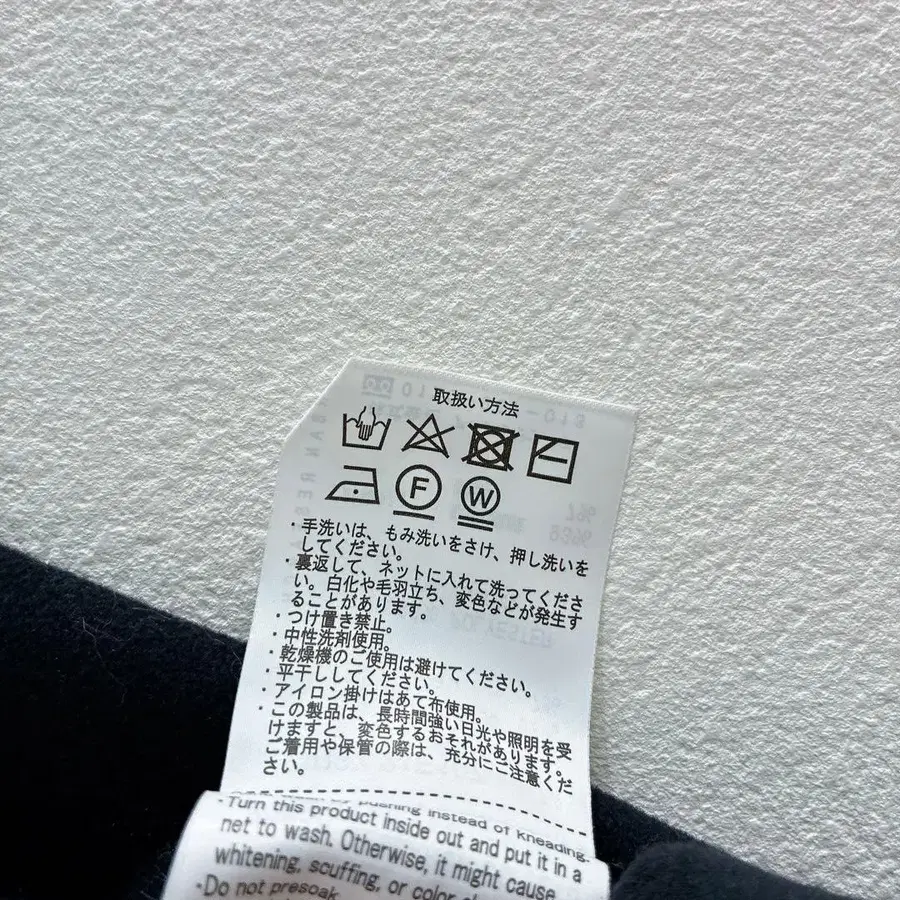 取扱い方法
F W
・手洗いは、もみ洗いをさけ、押し洗いを
してください。
・裏返して、ネットに入れて洗ってくださ
い。白化や毛羽立ち、変色などが発生す
ることがあります。
・つけ置き禁止。
・中性洗剤使用。
・乾燥機のご使用は避けてください。
・平干ししてください。
・アイロン掛けはあて布使用。
・この製品は、長時間強い日光や照明を受
けますと、変色するおそれがあります。
ご着用や保管の際は、充分にご注意くだ
さい。
by pushing instead of kneading.
・Turn this product inside out and put it in a
net to wash. Otherwise, it might cause
whitening, scuffing, or color
・Do not presoak.